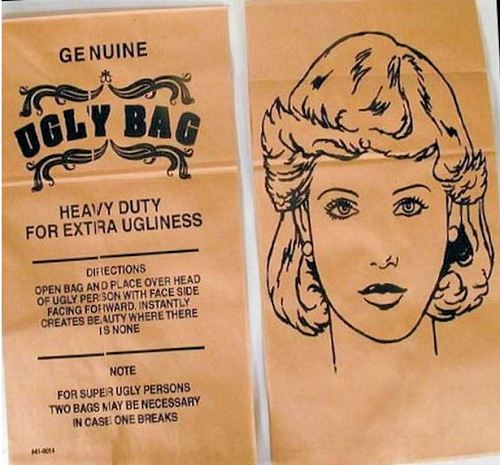 GENUINE
UGLY BAG
HEAVY DUTY
FOR EXTRA UGLINESS
DIRECTIONS
OPEN BAG AND PLACE OVER HEAD
OF UGLY PERSON WITH FACE SIDE
FACING FORWARD. INSTANTLY
CREATES BEAUTY WHERE THERE
IS NONE
NOTE
FOR SUPER UGLY PERSONS
TWO BAGS MAY BE NECESSARY
IN CASE ONE BREAKS